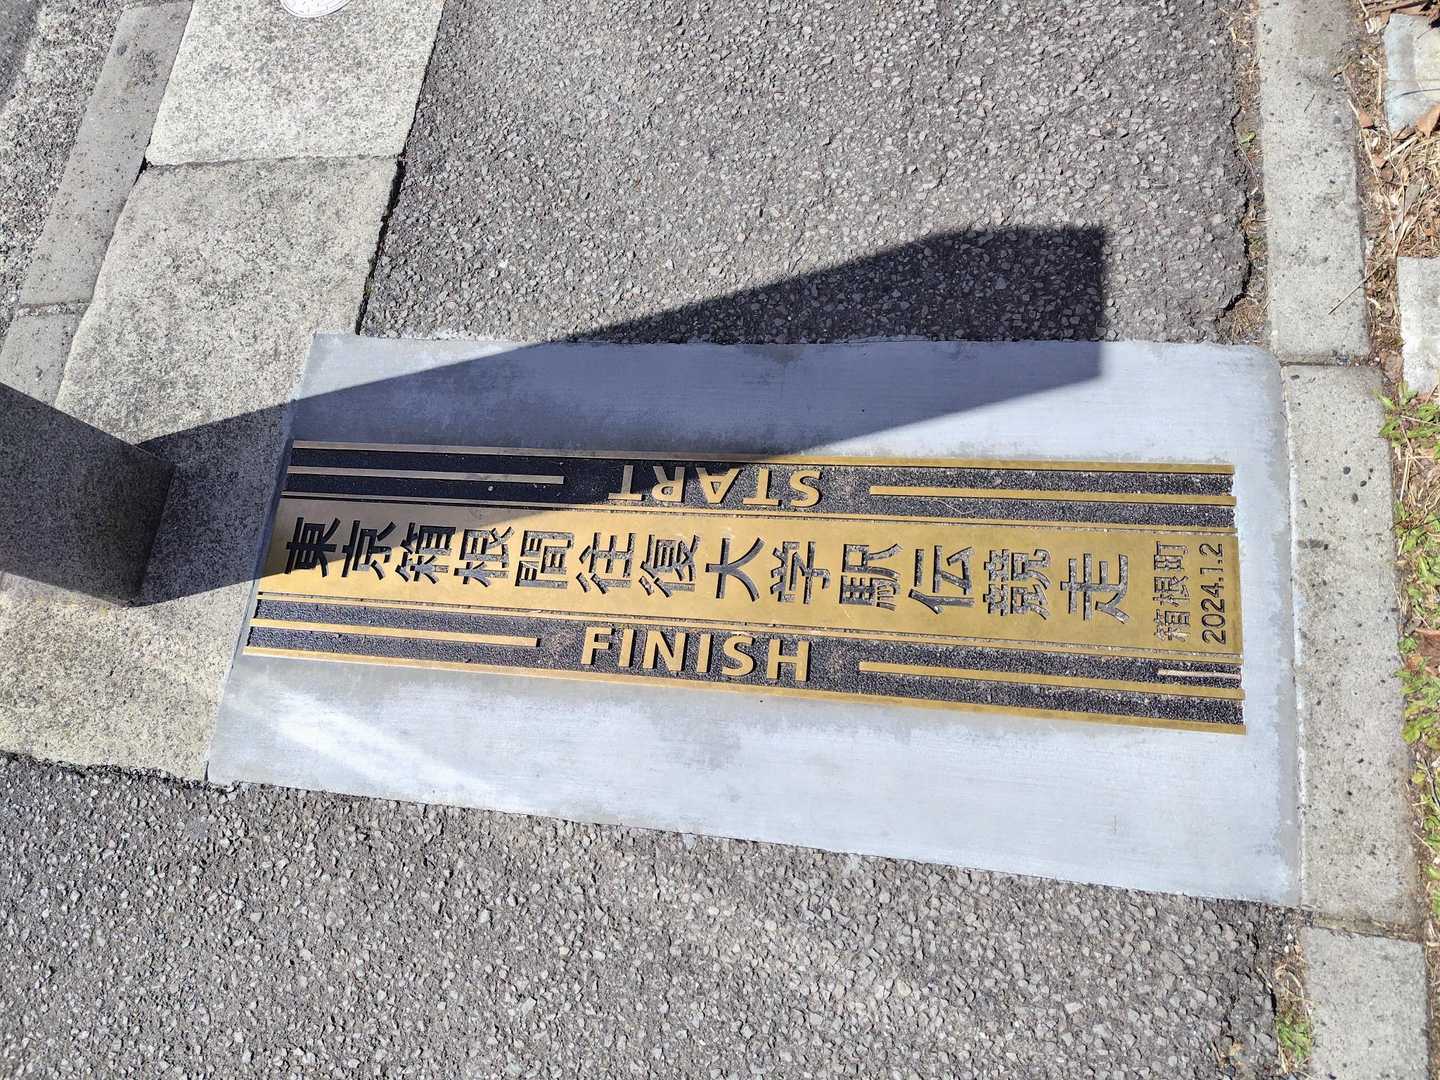 START
東京箱根間往復大学駅伝競走
箱根町
2024.1.2
FINISH